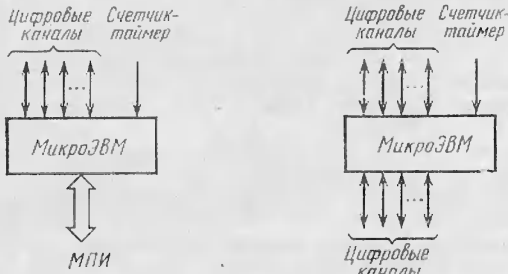 Цифровые каналы
Счетчик-таймер
МикроЭВМ
МПИ
Цифровые каналы
Счетчик-таймер
МикроЭВМ
Цифровые каналы